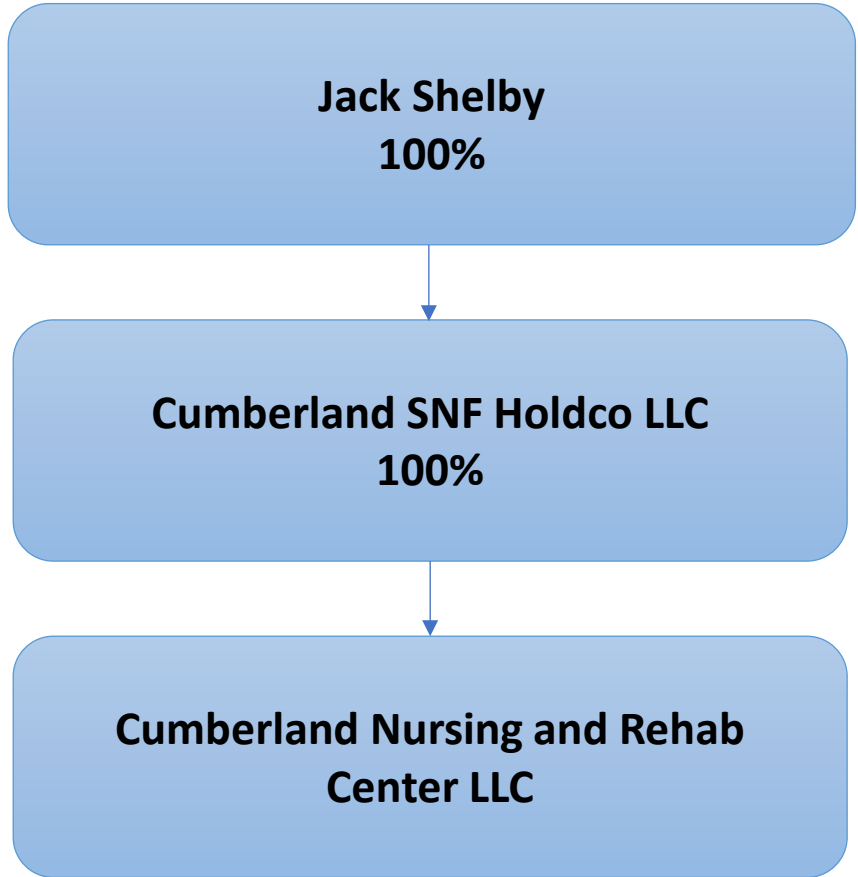 Jack Shelby
100%
Cumberland SNF Holdco LLC
100%
Cumberland Nursing and Rehab
Center LLC